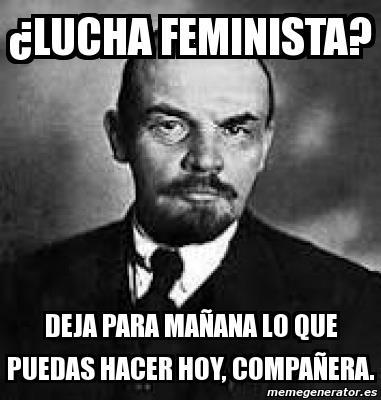 ¿LUCHA FEMINISTA?
DEJA PARA MAÑANA LO QUE
PUEDAS HACER HOY, COMPAÑERA.
memegenerator.es